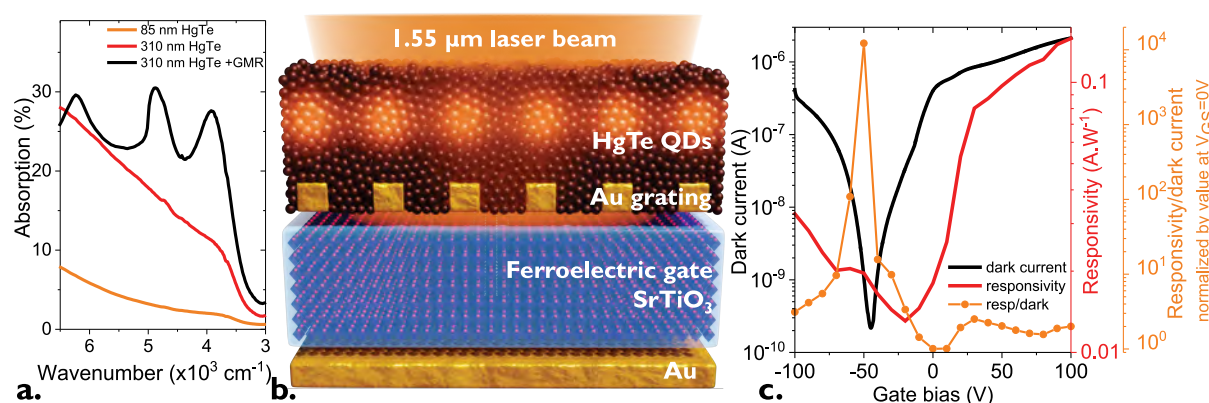 85 nm HgTe
310 nm HgTe
310 nm HgTe +GMR
Absorption (%)
30
20
10
0
6
5
4
3
Wavenumber (x10³ cm⁻¹)
a.
1.55 µm laser beam
HgTe QDs
Au grating
Ferroelectric gate
SrTiO₃
Au
b.
Dark current (A)
10⁻⁶
10⁻⁷
10⁻⁸
10⁻⁹
10⁻¹⁰
-100
-50
0
50
100
Gate bias (V)
dark current
responsivity
resp/dark
0.1
0.01
Responsivity (A.W⁻¹)
10⁴
10³
10²
10¹
10⁰
Responsivity/dark current
normalized by value at V_GS=0V
c.